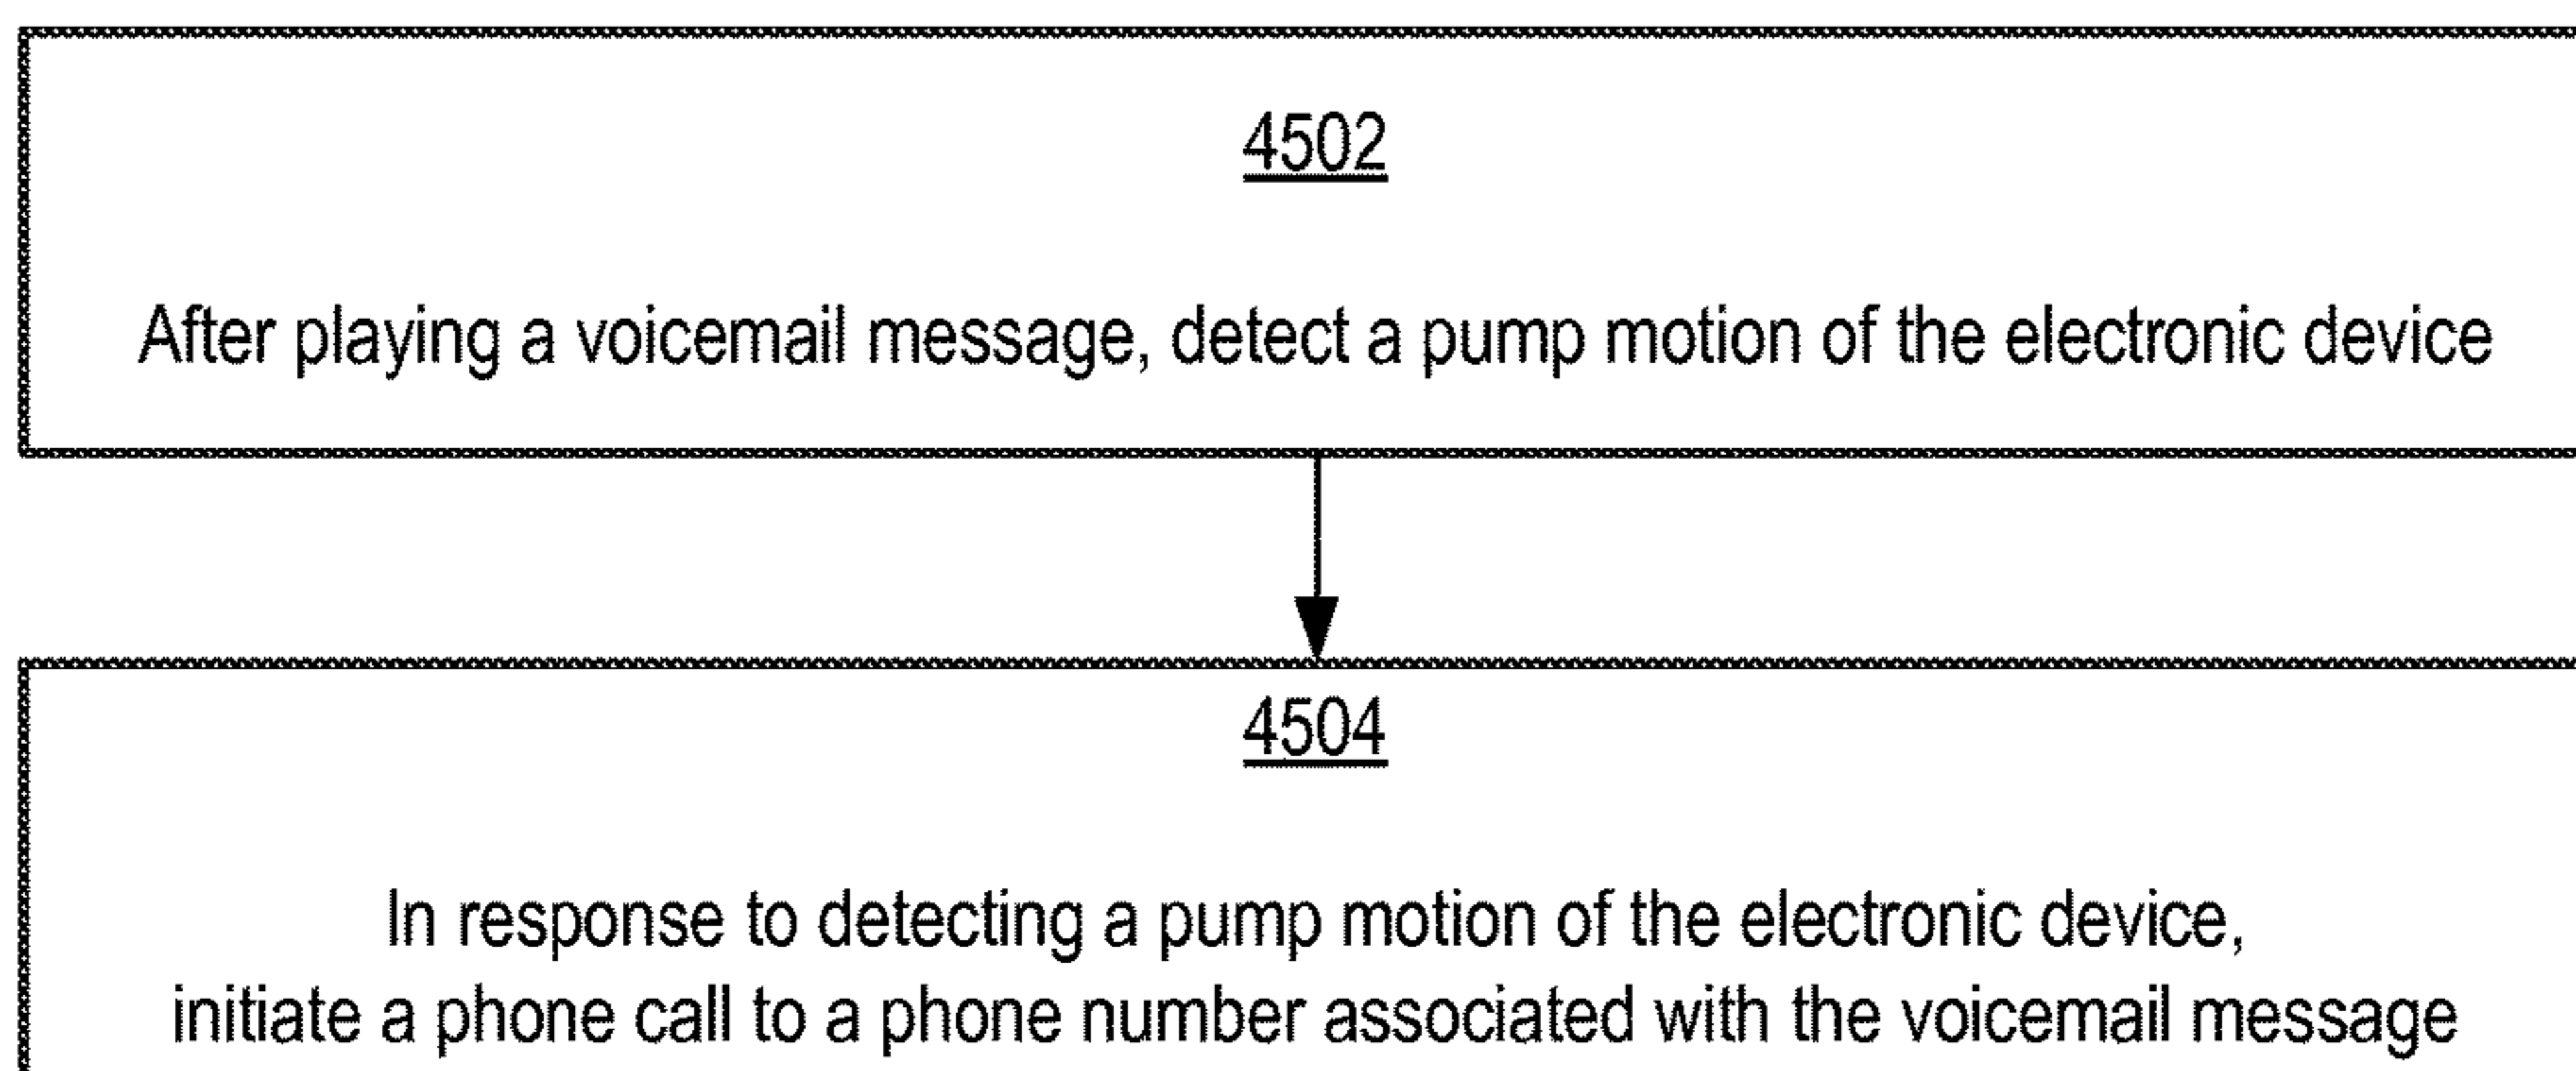 4502
After playing a voicemail message, detect a pump motion of the electronic device
4504
In response to detecting a pump motion of the electronic device,
initiate a phone call to a phone number associated with the voicemail message